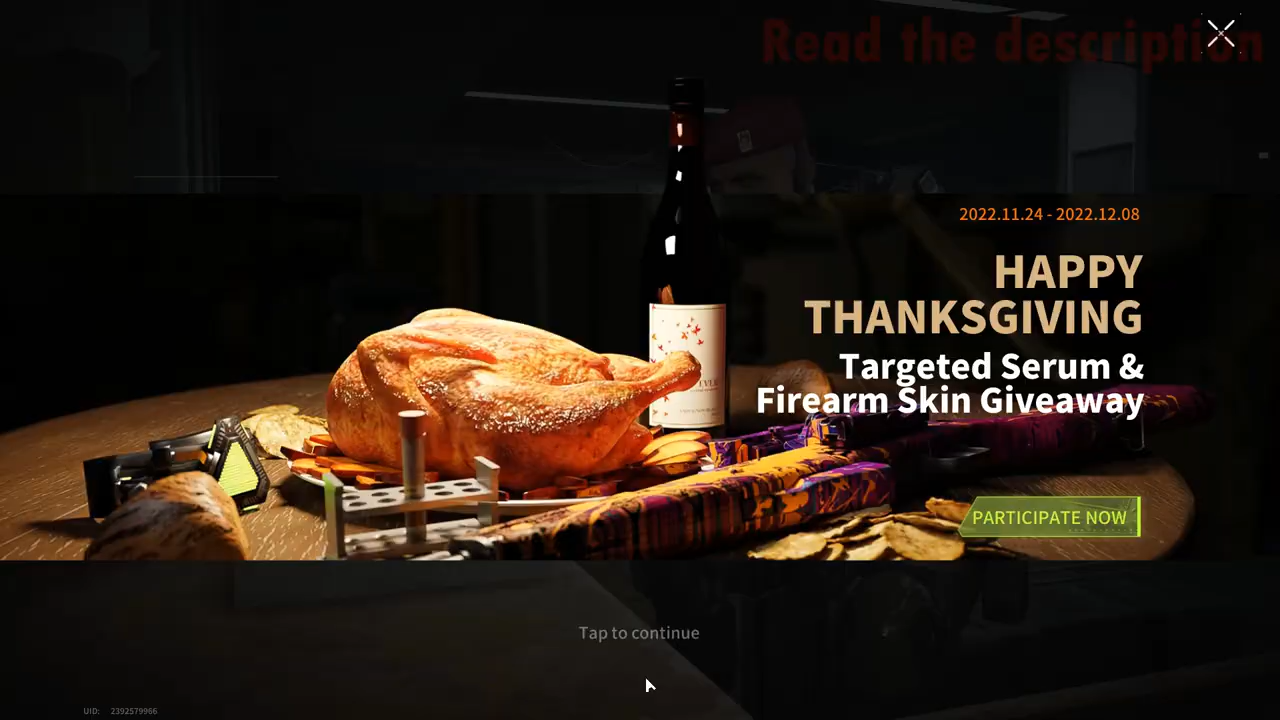 Read the description
2022.11.24 - 2022.12.08
HAPPY
THANKSGIVING
Targeted Serum &
Firearm Skin Giveaway
PARTICIPATE NOW
Tap to continue
UID: 2392579966